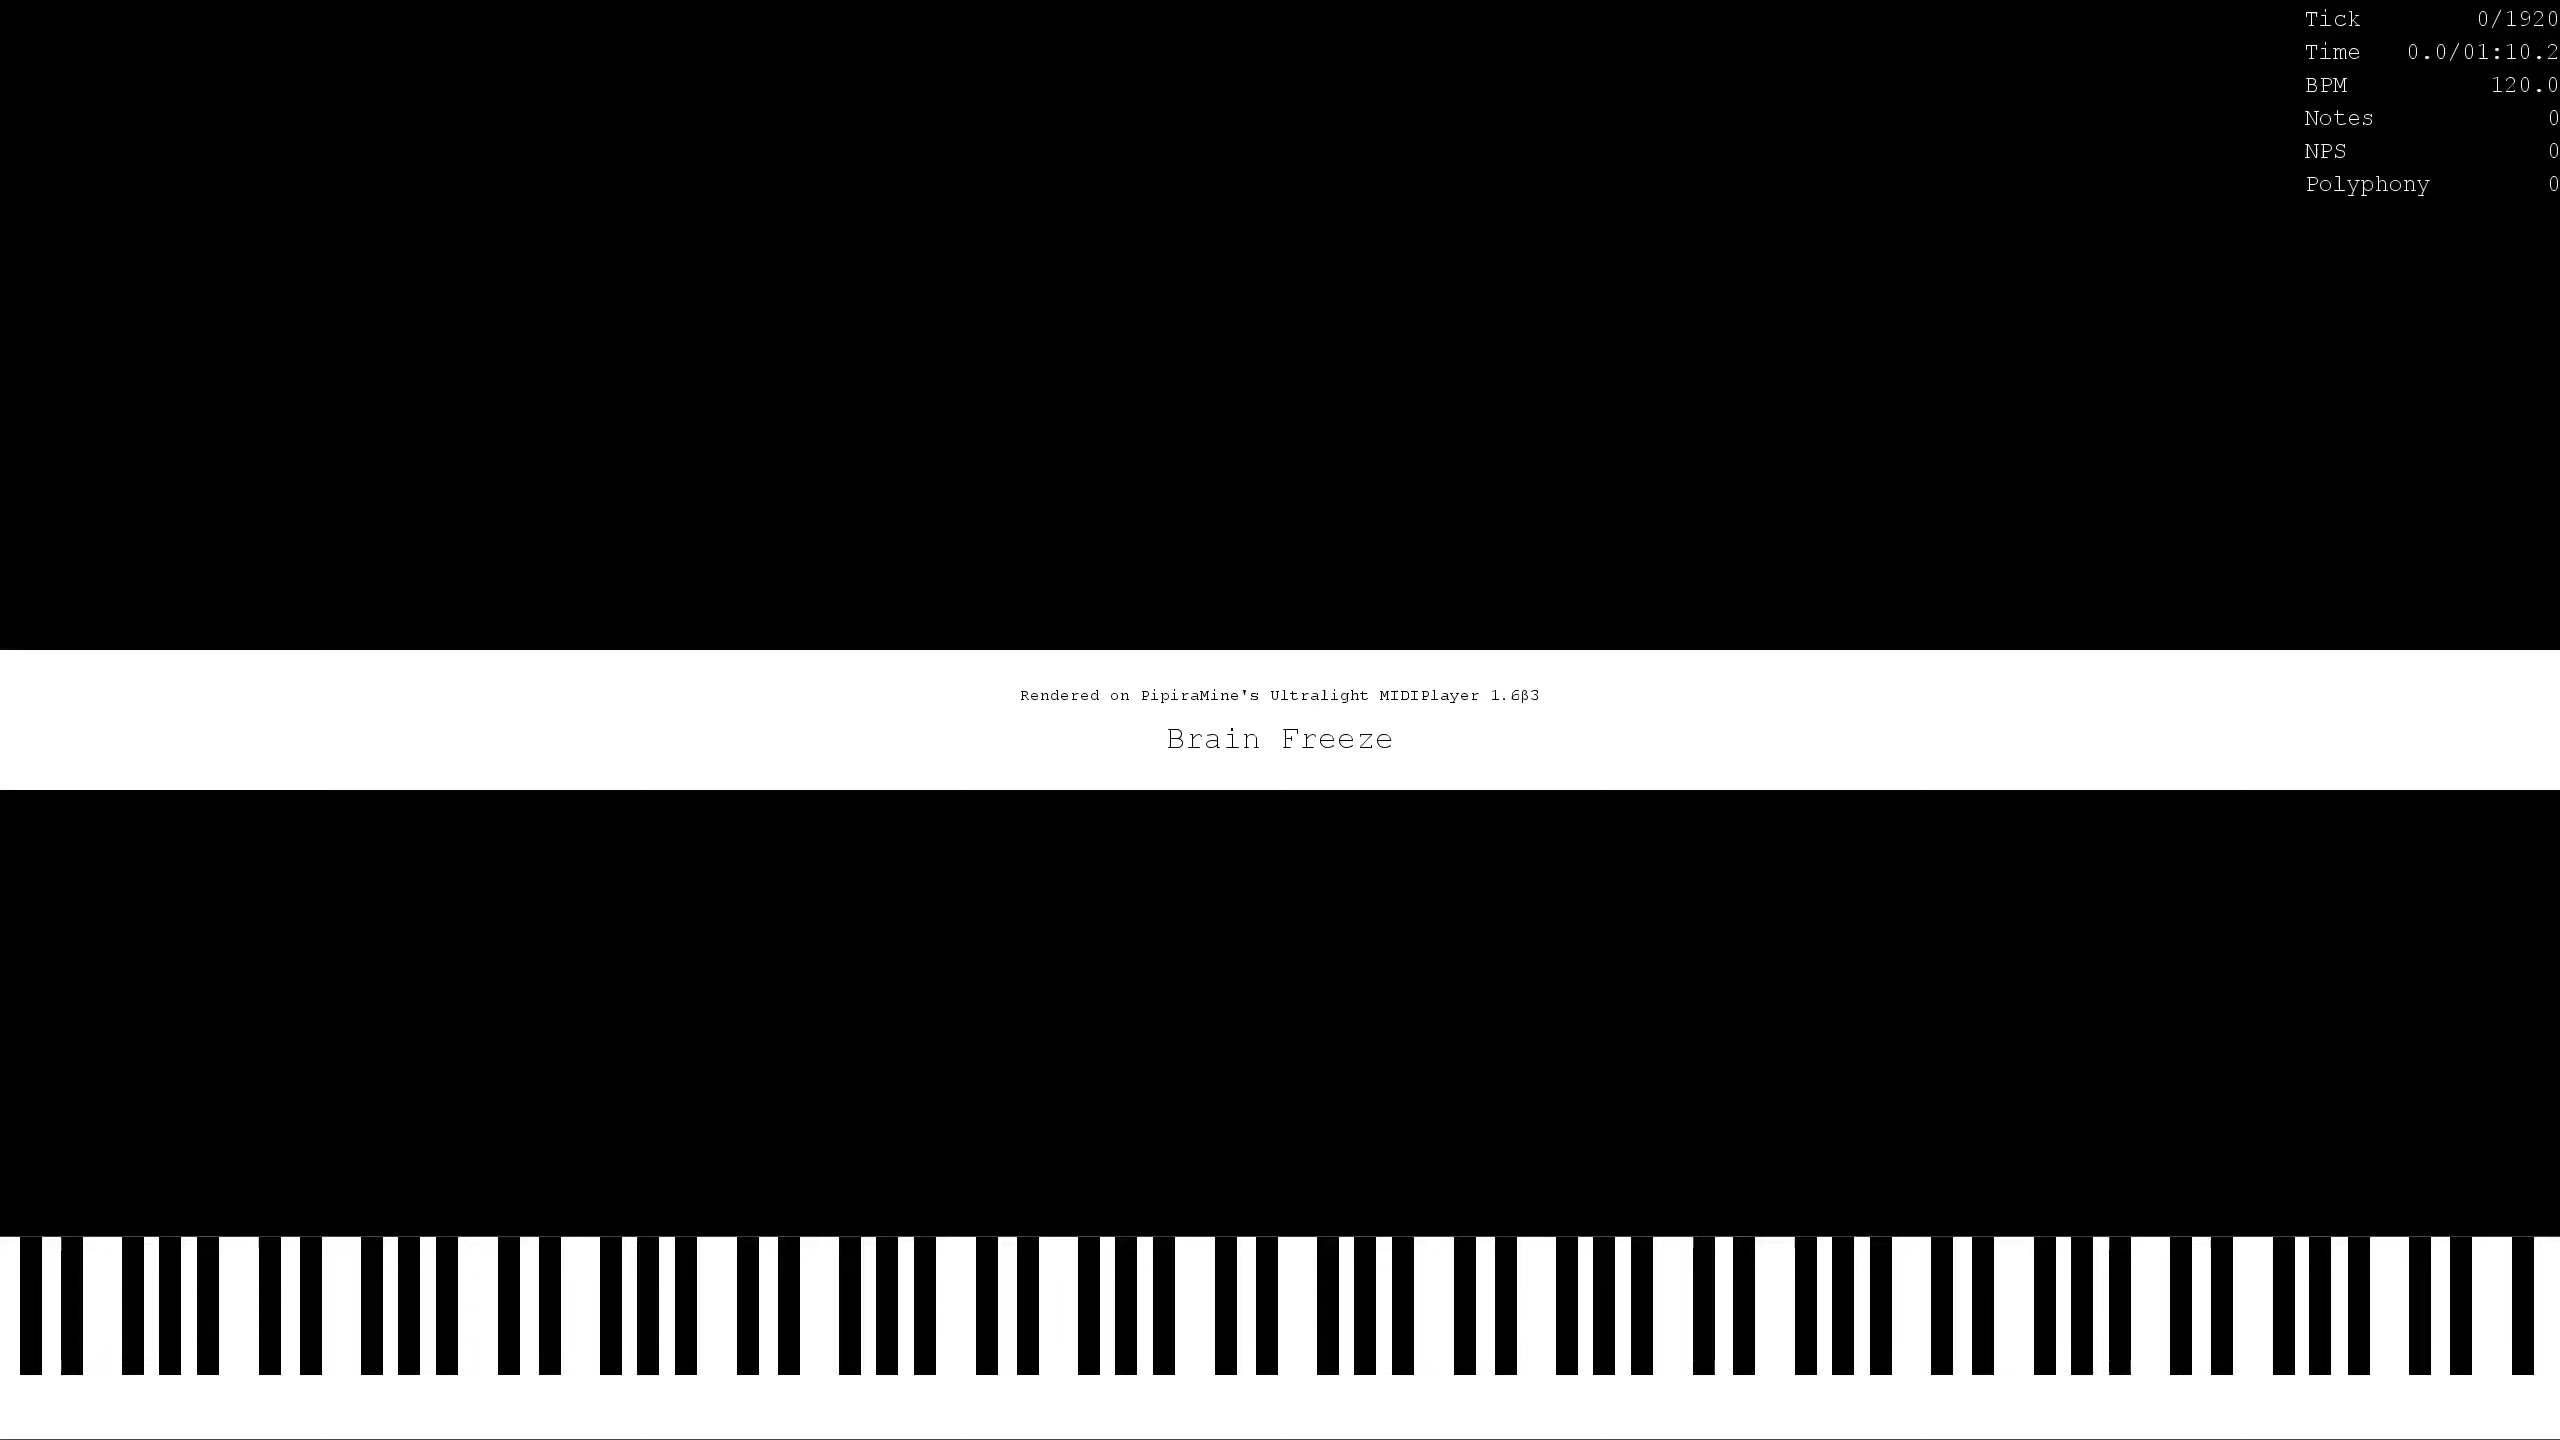 Tick 0/1920
Time 0.0/01:10.2
BPM 120.0
Notes 0
NPS 0
Polyphony 0
Rendered on PipiraMine's Ultralight MIDIPlayer 1.6β3
Brain Freeze